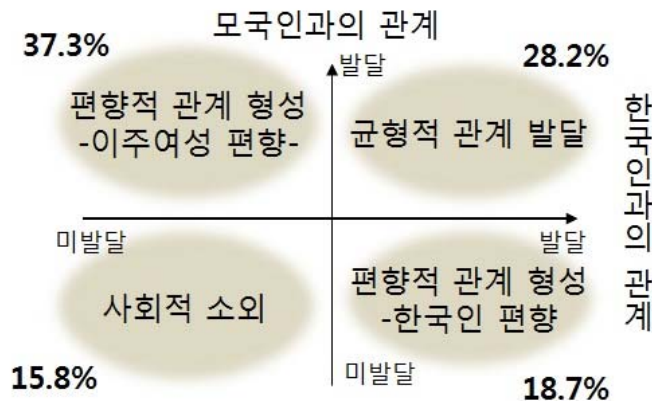 모국인과의 관계
37.3%
28.2%
발달
편향적 관계 형성
-이주여성 편향-
균형적 관계 발달
한국인과의 관계
미발달
발달
사회적 소외
편향적 관계 형성
-한국인 편향
미발달
15.8%
18.7%